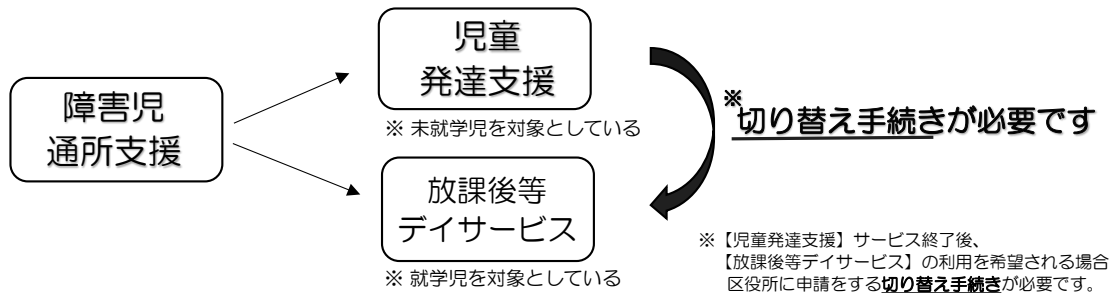 障害児
通所支援
児童
発達支援
※ 未就学児を対象としている
放課後等
デイサービス
※ 就学児を対象としている
※
切り替え手続きが必要です
※【児童発達支援】サービス終了後、
【放課後等デイサービス】の利用を希望される場合
区役所に申請をする切り替え手続きが必要です。